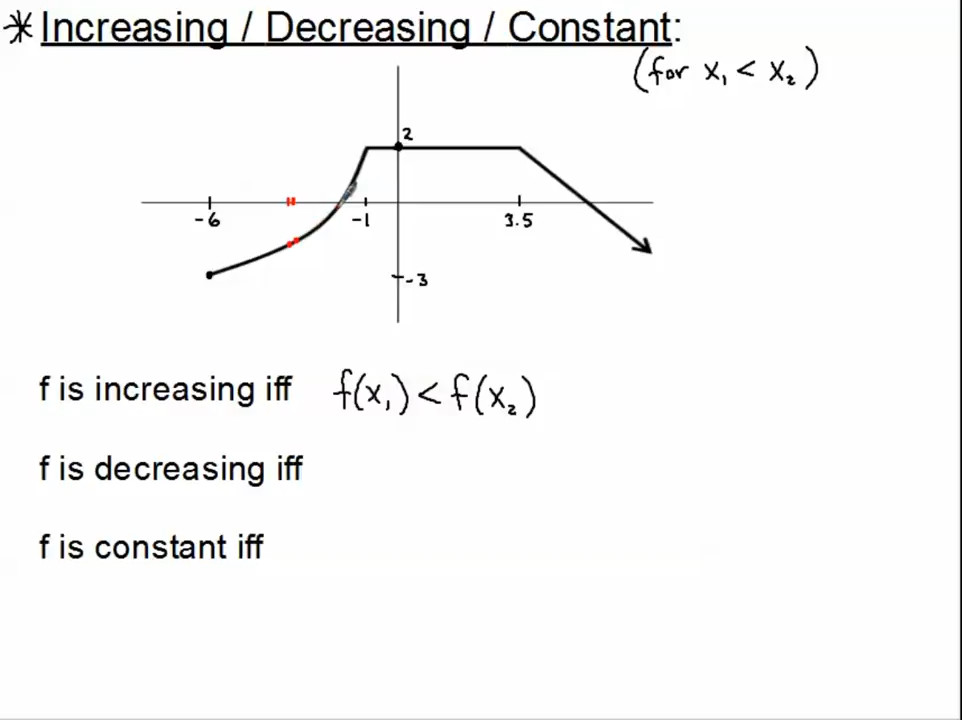 * Increasing / Decreasing / Constant:
(for x₁ < x₂)
2
-6 -1 3.5
-3
f is increasing iff f(x₁) < f(x₂)
f is decreasing iff
f is constant iff